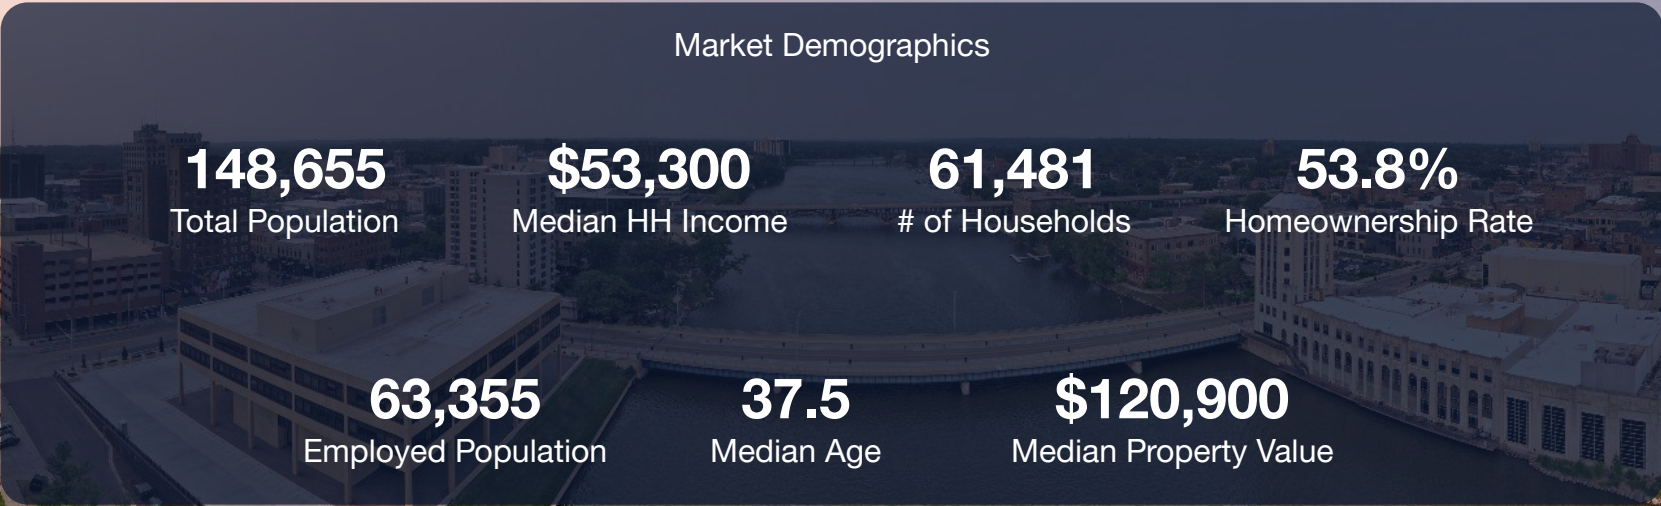 Market Demographics
148,655
Total Population
$53,300
Median HH Income
61,481
# of Households
53.8%
Homeownership Rate
63,355
Employed Population
37.5
Median Age
$120,900
Median Property Value